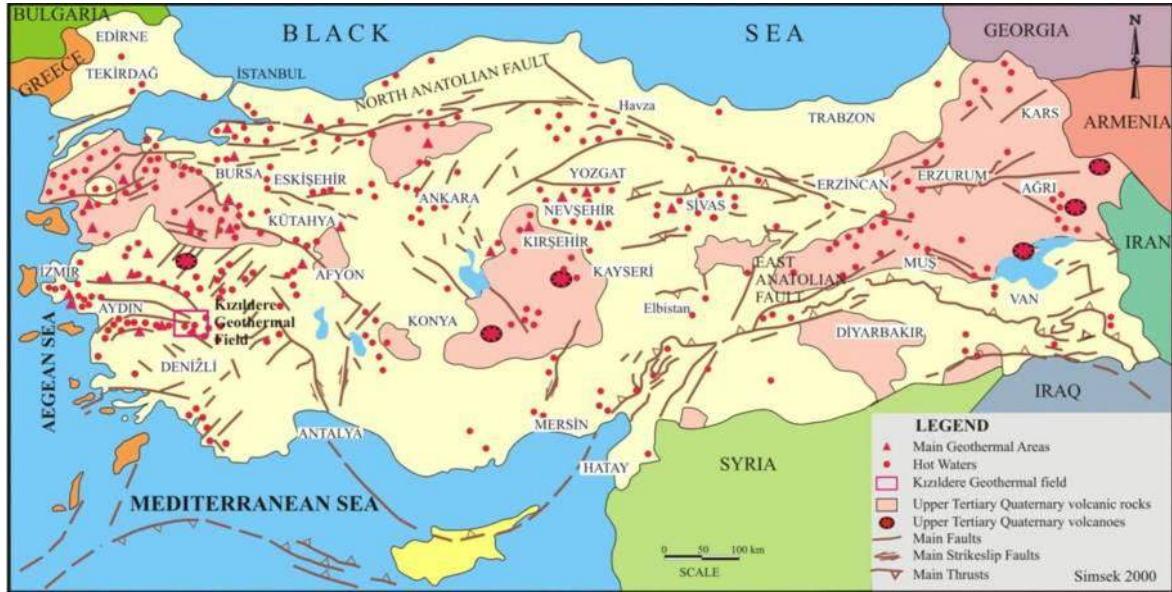 BULGARIA
GREECE
EDİRNE
TEKİRDAĞ
İSTANBUL
BLACK SEA
GEORGIA
N
ARMENIA
IRAN
NORTH ANATOLIAN FAULT
Havza
TRABZON
KARS
BURSA
ESKİŞEHİR
ANKARA
YOZGAT
SİVAS
ERZİNCAN
ERZURUM
AĞRI
KÜTAHYA
NEVŞEHİR
KIRŞEHİR
KAYSERİ
EAST
ANATOLIAN
FAULT
MUŞ
VAN
İZMİR
AFYON
AYDIN
Kızıldere
Geothermal
Field
KONYA
Elbistan
DİYARBAKIR
AEGEAN SEA
DENİZLİ
ANTALYA
MERSİN
HATAY
IRAQ
SYRIA
MEDITERRANEAN SEA
0 50 100 km
SCALE
LEGEND
Main Geothermal Areas
Hot Waters
Kızıldere Geothermal field
Upper Tertiary Quaternary volcanic rocks
Upper Tertiary Quaternary volcanoes
Main Faults
Main Strikeslip Faults
Main Thrusts
Simsek 2000